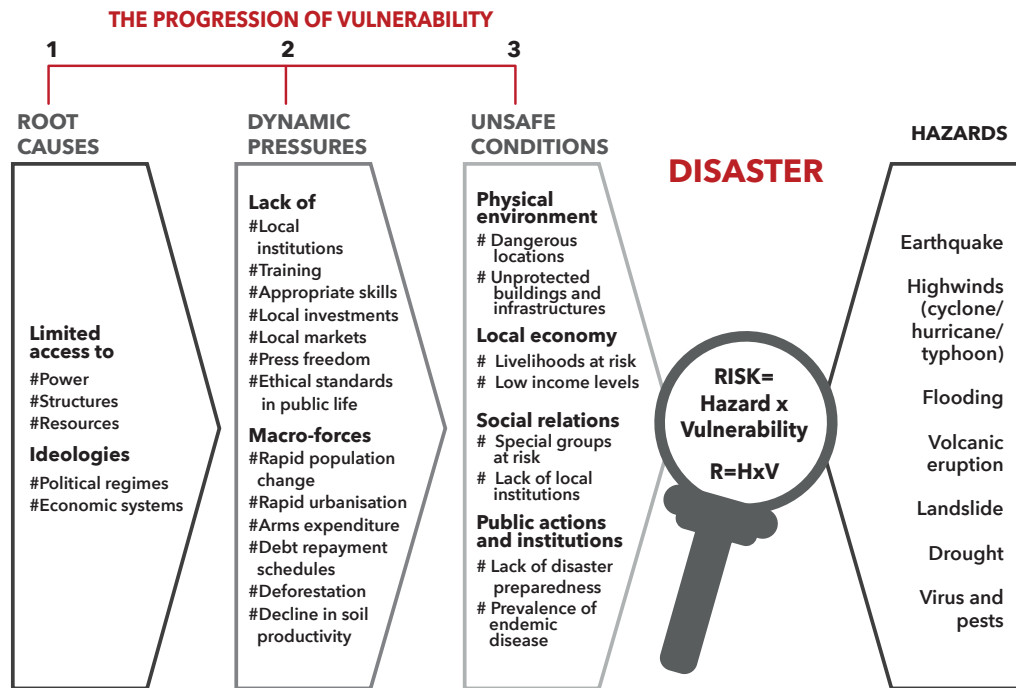 THE PROGRESSION OF VULNERABILITY
1
2
3
ROOT
CAUSES
Limited
access to
#Power
#Structures
#Resources
Ideologies
#Political regimes
#Economic systems
DYNAMIC
PRESSURES
Lack of
#Local
institutions
#Training
#Appropriate skills
#Local investments
#Local markets
#Press freedom
#Ethical standards
in public life
Macro-forces
#Rapid population
change
#Rapid urbanisation
#Arms expenditure
#Debt repayment
schedules
#Deforestation
#Decline in soil
productivity
UNSAFE
CONDITIONS
Physical
environment
# Dangerous
locations
# Unprotected
buildings and
infrastructures
Local economy
# Livelihoods at risk
# Low income levels
Social relations
# Special groups
at risk
# Lack of local
institutions
Public actions
and institutions
# Lack of disaster
preparedness
# Prevalence of
endemic
disease
DISASTER
RISK=
Hazard x
Vulnerability
R=HxV
HAZARDS
Earthquake
Highwinds
(cyclone/
hurricane/
typhoon)
Flooding
Volcanic
eruption
Landslide
Drought
Virus and
pests